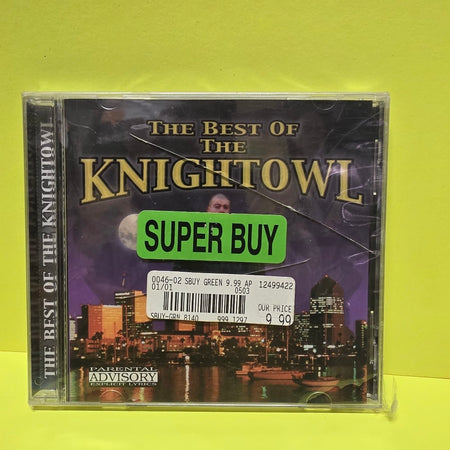 THE BEST OF
THE
KNIGHTOWL
SUPER BUY
0046-02 SBUY GREEN 9.99 AP 12499422
01/01 0503
OUR PRICE
SBUY-GRN 8140 999 1297 9.99
PARENTAL
ADVISORY
EXPLICIT LYRICS
THE BEST OF THE KNIGHTOWL